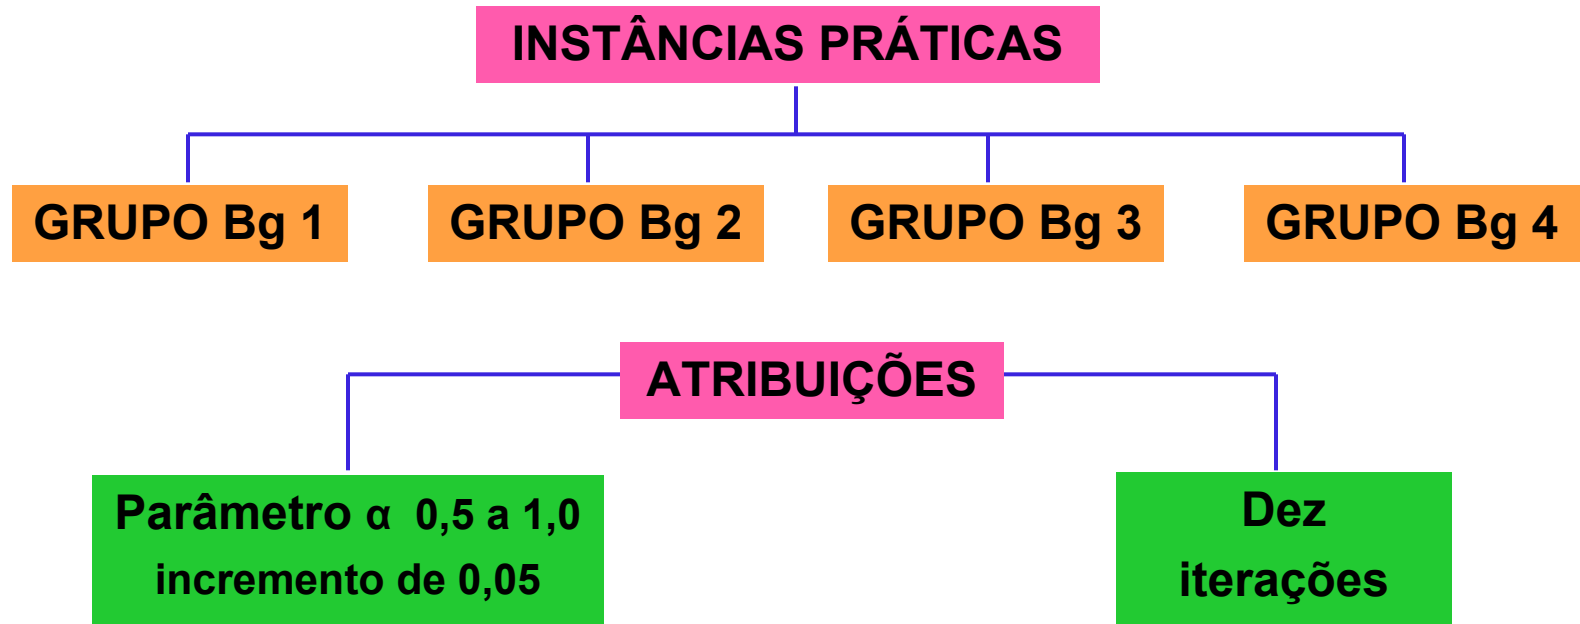 INSTÂNCIAS PRÁTICAS
GRUPO Bg 1
GRUPO Bg 2
GRUPO Bg 3
GRUPO Bg 4
ATRIBUIÇÕES
Parâmetro α 0,5 a 1,0
incremento de 0,05
Dez
iterações